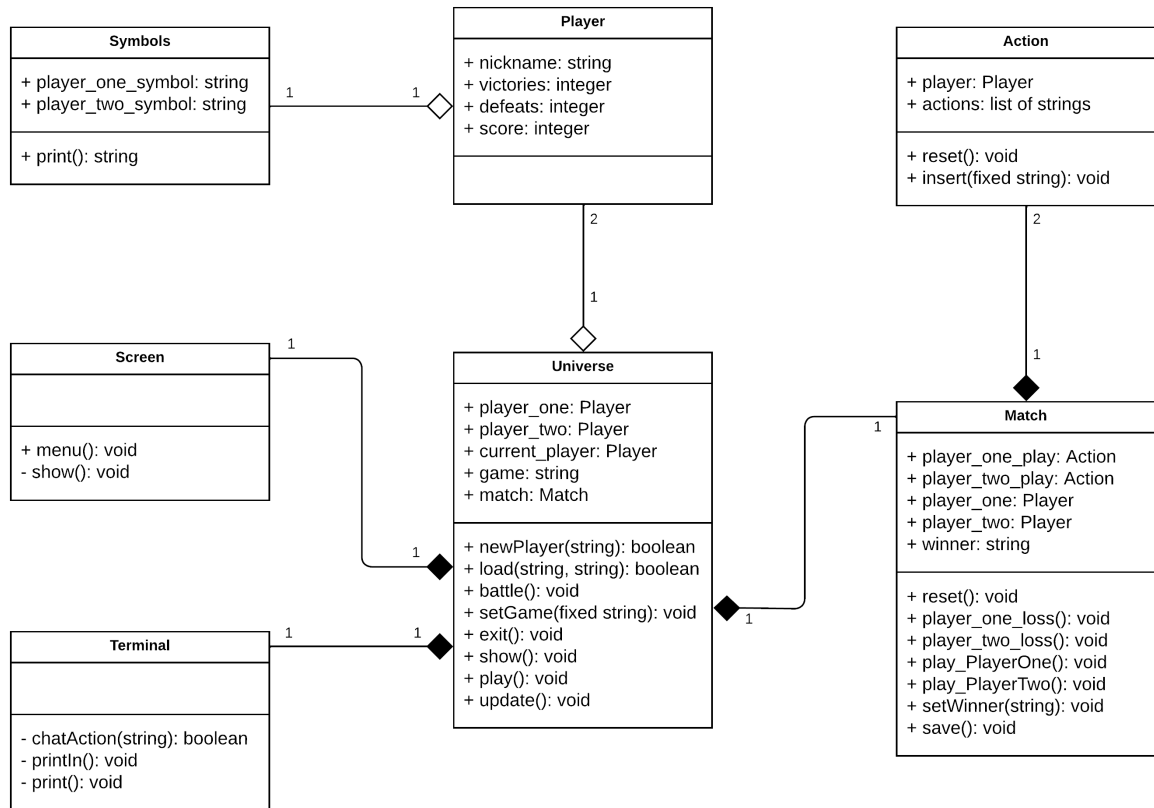 Symbols
+ player_one_symbol: string
+ player_two_symbol: string
+ print(): string
1
1
Player
+ nickname: string
+ victories: integer
+ defeats: integer
+ score: integer
2
1
Action
+ player: Player
+ actions: list of strings
+ reset(): void
+ insert(fixed string): void
2
1
Screen
+ menu(): void
- show(): void
1
1
Universe
+ player_one: Player
+ player_two: Player
+ current_player: Player
+ game: string
+ match: Match
+ newPlayer(string): boolean
+ load(string, string): boolean
+ battle(): void
+ setGame(fixed string): void
+ exit(): void
+ show(): void
+ play(): void
+ update(): void
1
1
Match
+ player_one_play: Action
+ player_two_play: Action
+ player_one: Player
+ player_two: Player
+ winner: string
+ reset(): void
+ player_one_loss(): void
+ player_two_loss(): void
+ play_PlayerOne(): void
+ play_PlayerTwo(): void
+ setWinner(string): void
+ save(): void
Terminal
- chatAction(string): boolean
- printIn(): void
- print(): void
1
1